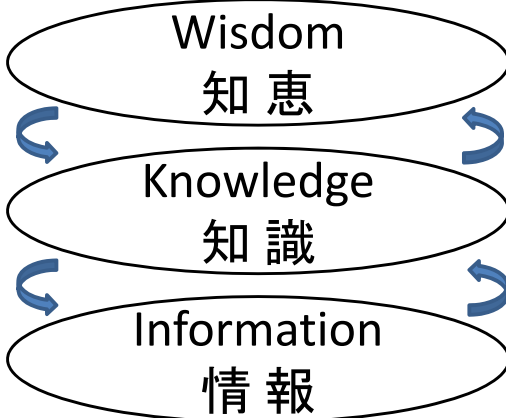 Wisdom
知 恵
Knowledge
知 識
Information
情 報